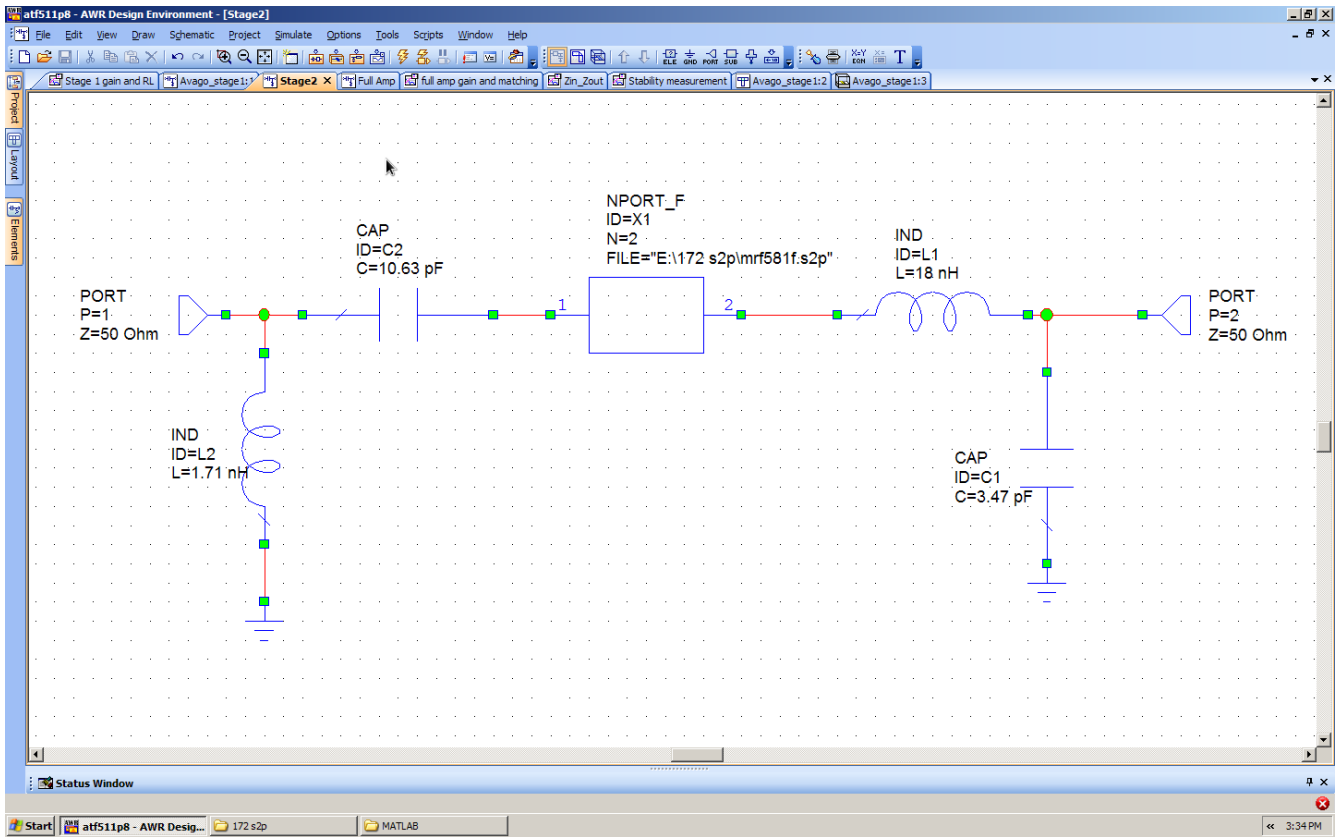 atf511p8 - AWR Design Environment - [Stage2]
File Edit View Draw Schematic Project Simulate Options Tools Scripts Window Help
Stage 1 gain and RL Avago_stage1:1 Stage2 X Full Amp full amp gain and matching Zin_Zout Stability measurement Avago_stage1:2 Avago_stage1:3
Project
Layout
Elements
PORT
P=1
Z=50 Ohm
IND
ID=L2
L=1.71 nH
CAP
ID=C2
C=10.63 pF
NPORT_F
ID=X1
N=2
FILE="E:\172 s2p\mrf581f.s2p"
1
2
IND
ID=L1
L=18 nH
CAP
ID=C1
C=3.47 pF
PORT
P=2
Z=50 Ohm
Status Window
Start atf511p8 - AWR Desig... 172 s2p MATLAB 3:34 PM